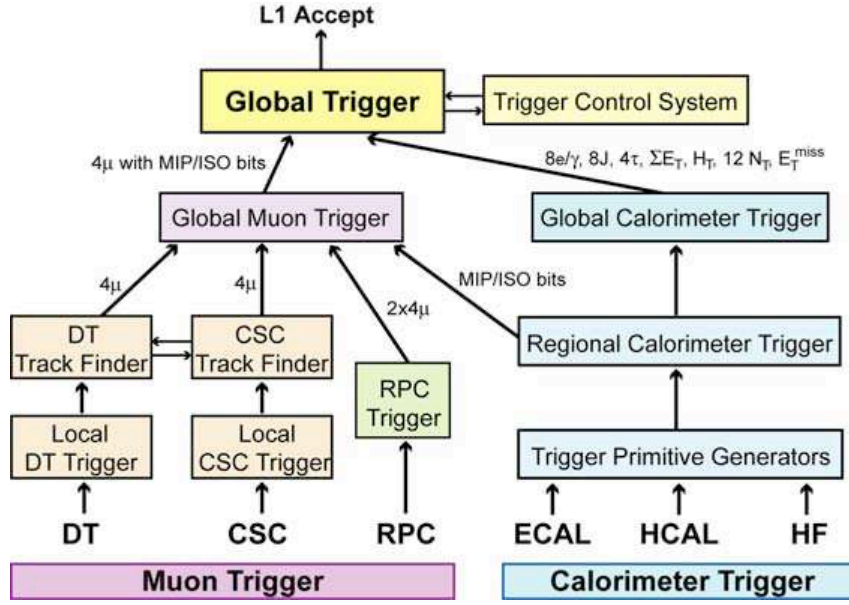 L1 Accept
Global Trigger
Trigger Control System
4μ with MIP/ISO bits
8e/γ, 8J, 4τ, ΣE_T, H_T, 12 N_T, E_T^miss
Global Muon Trigger
Global Calorimeter Trigger
4μ
4μ
2x4μ
MIP/ISO bits
DT
Track Finder
CSC
Track Finder
Regional Calorimeter Trigger
RPC
Trigger
Local
DT Trigger
Local
CSC Trigger
Trigger Primitive Generators
DT
CSC
RPC
ECAL
HCAL
HF
Muon Trigger
Calorimeter Trigger